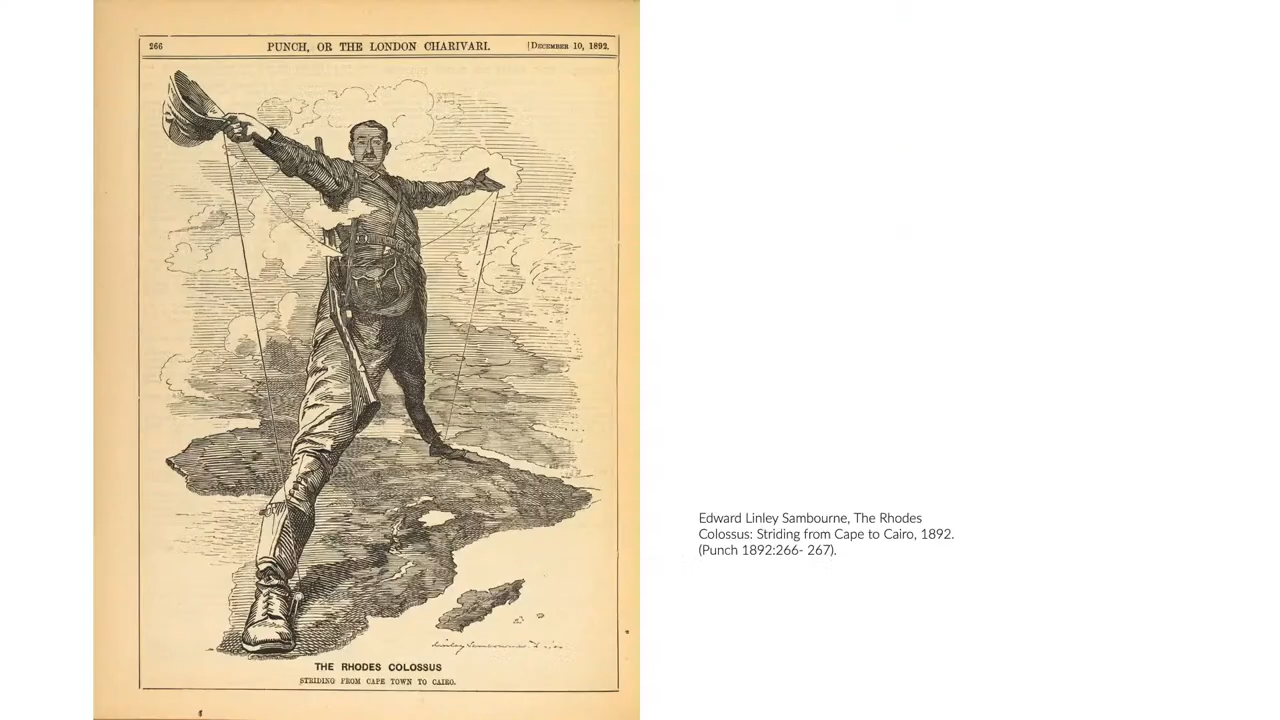 266 PUNCH, OR THE LONDON CHARIVARI. [December 10, 1892.
THE RHODES COLOSSUS
STRIDING FROM CAPE TOWN TO CAIRO.
Edward Linley Sambourne, The Rhodes
Colossus: Striding from Cape to Cairo, 1892.
(Punch 1892:266- 267).